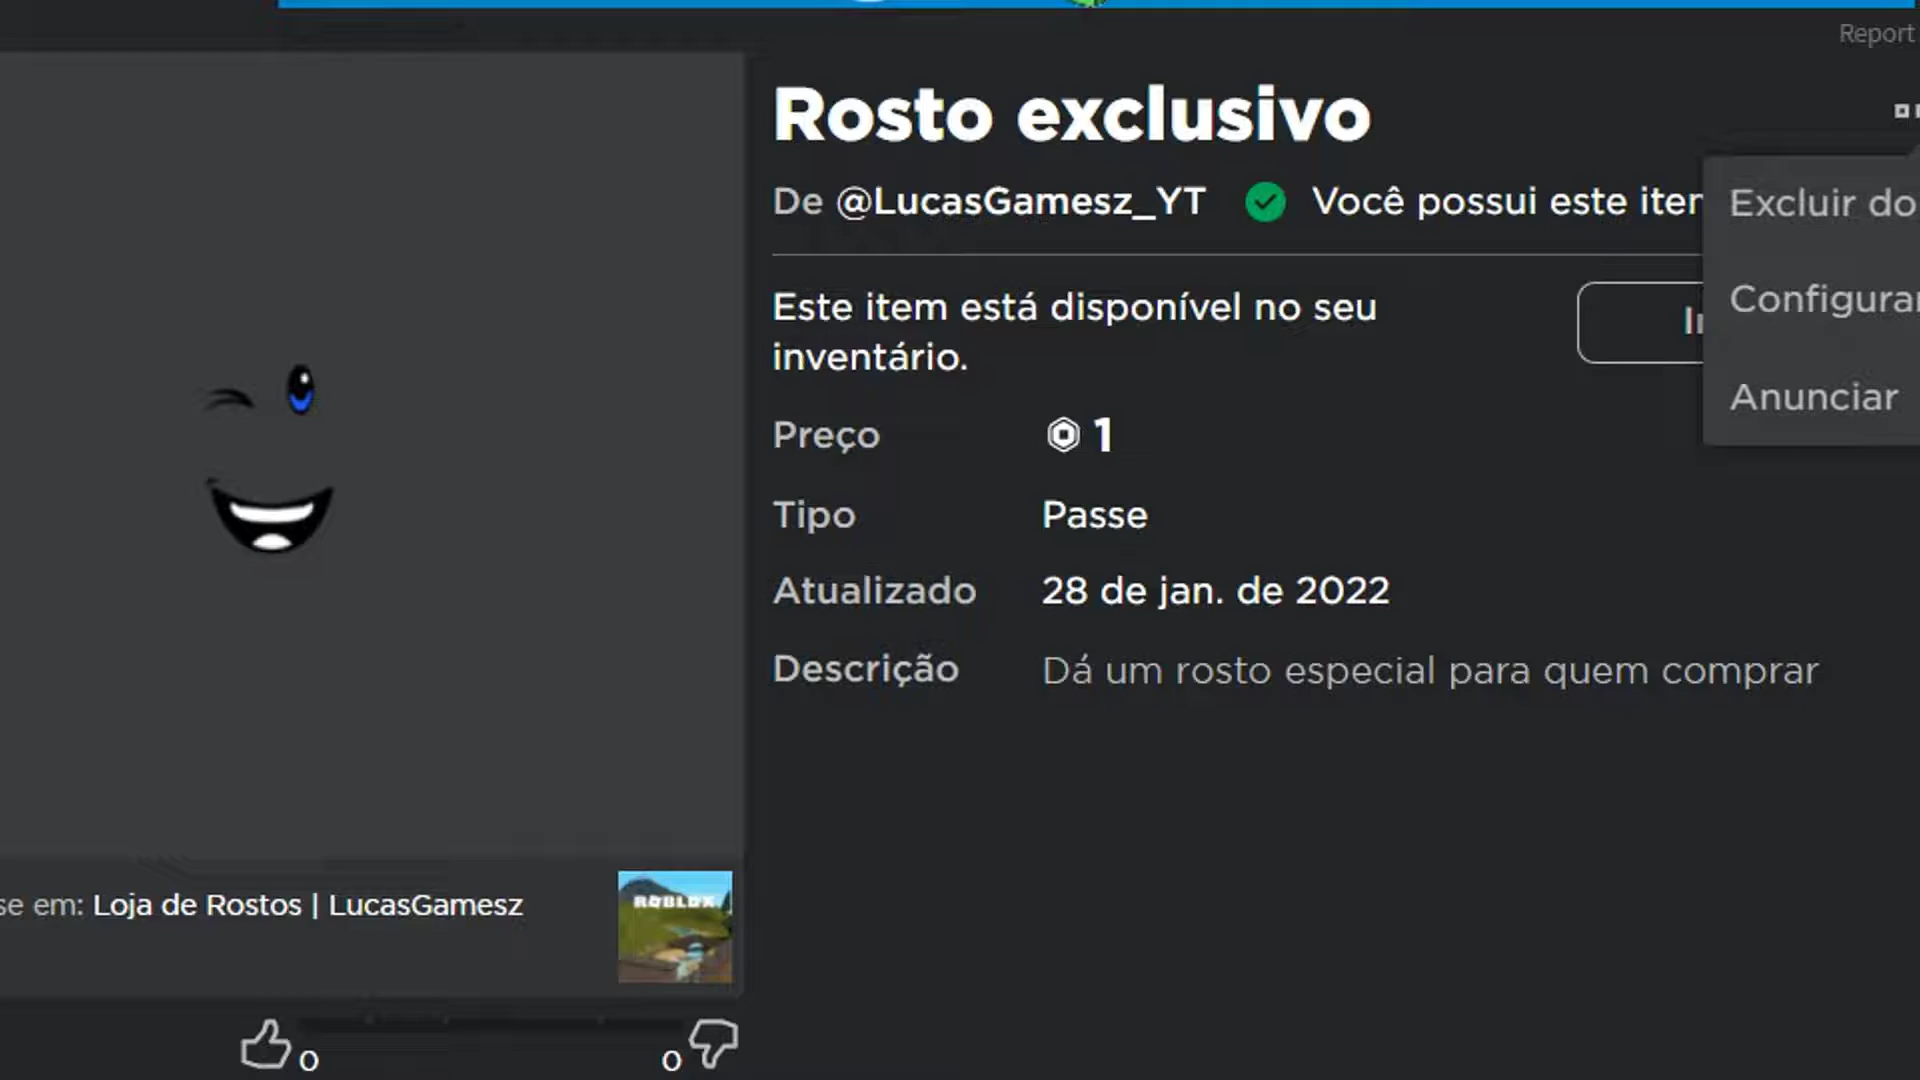 Report
Rosto exclusivo
De @LucasGamesz_YT Você possui este
Excluir do
Este item está disponível no seu
inventário.
Configurar
Anunciar
Preço 1
Tipo Passe
Atualizado 28 de jan. de 2022
Descrição Dá um rosto especial para quem comprar
se em: Loja de Rostos | LucasGamesz
ROBLOX
0 0